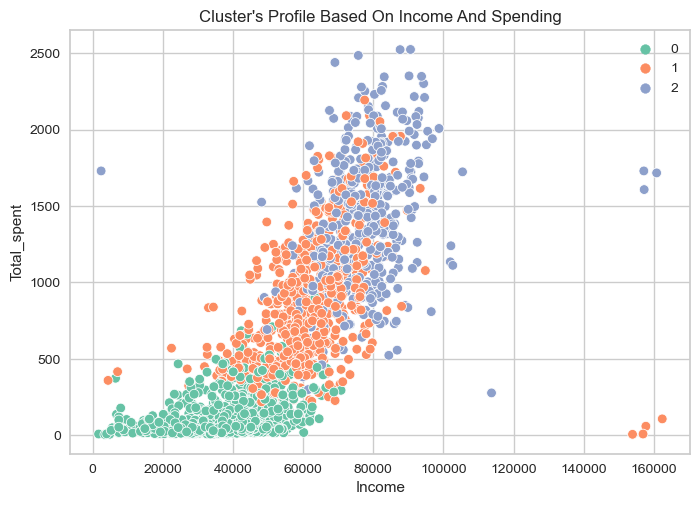 Cluster's Profile Based On Income And Spending
0
1
2
2500
2000
1500
1000
500
0
Total_spent
0 20000 40000 60000 80000 100000 120000 140000 160000
Income